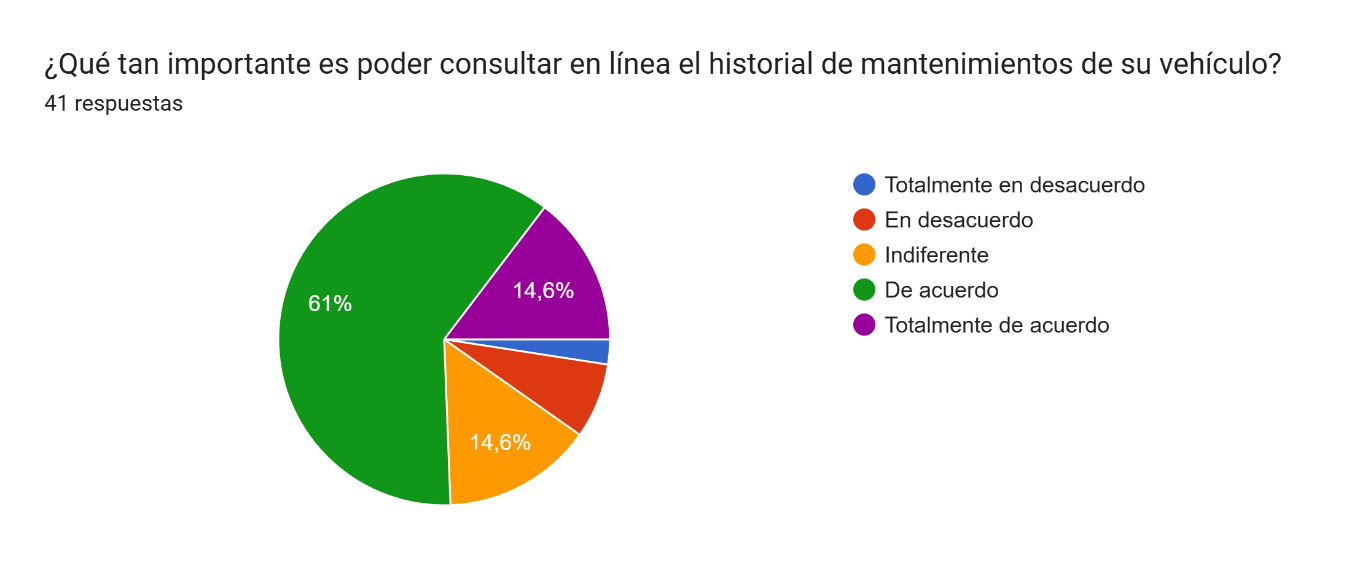 ¿Qué tan importante es poder consultar en línea el historial de mantenimientos de su vehículo?
41 respuestas
61%
14,6%
14,6%
Totalmente en desacuerdo
En desacuerdo
Indiferente
De acuerdo
Totalmente de acuerdo